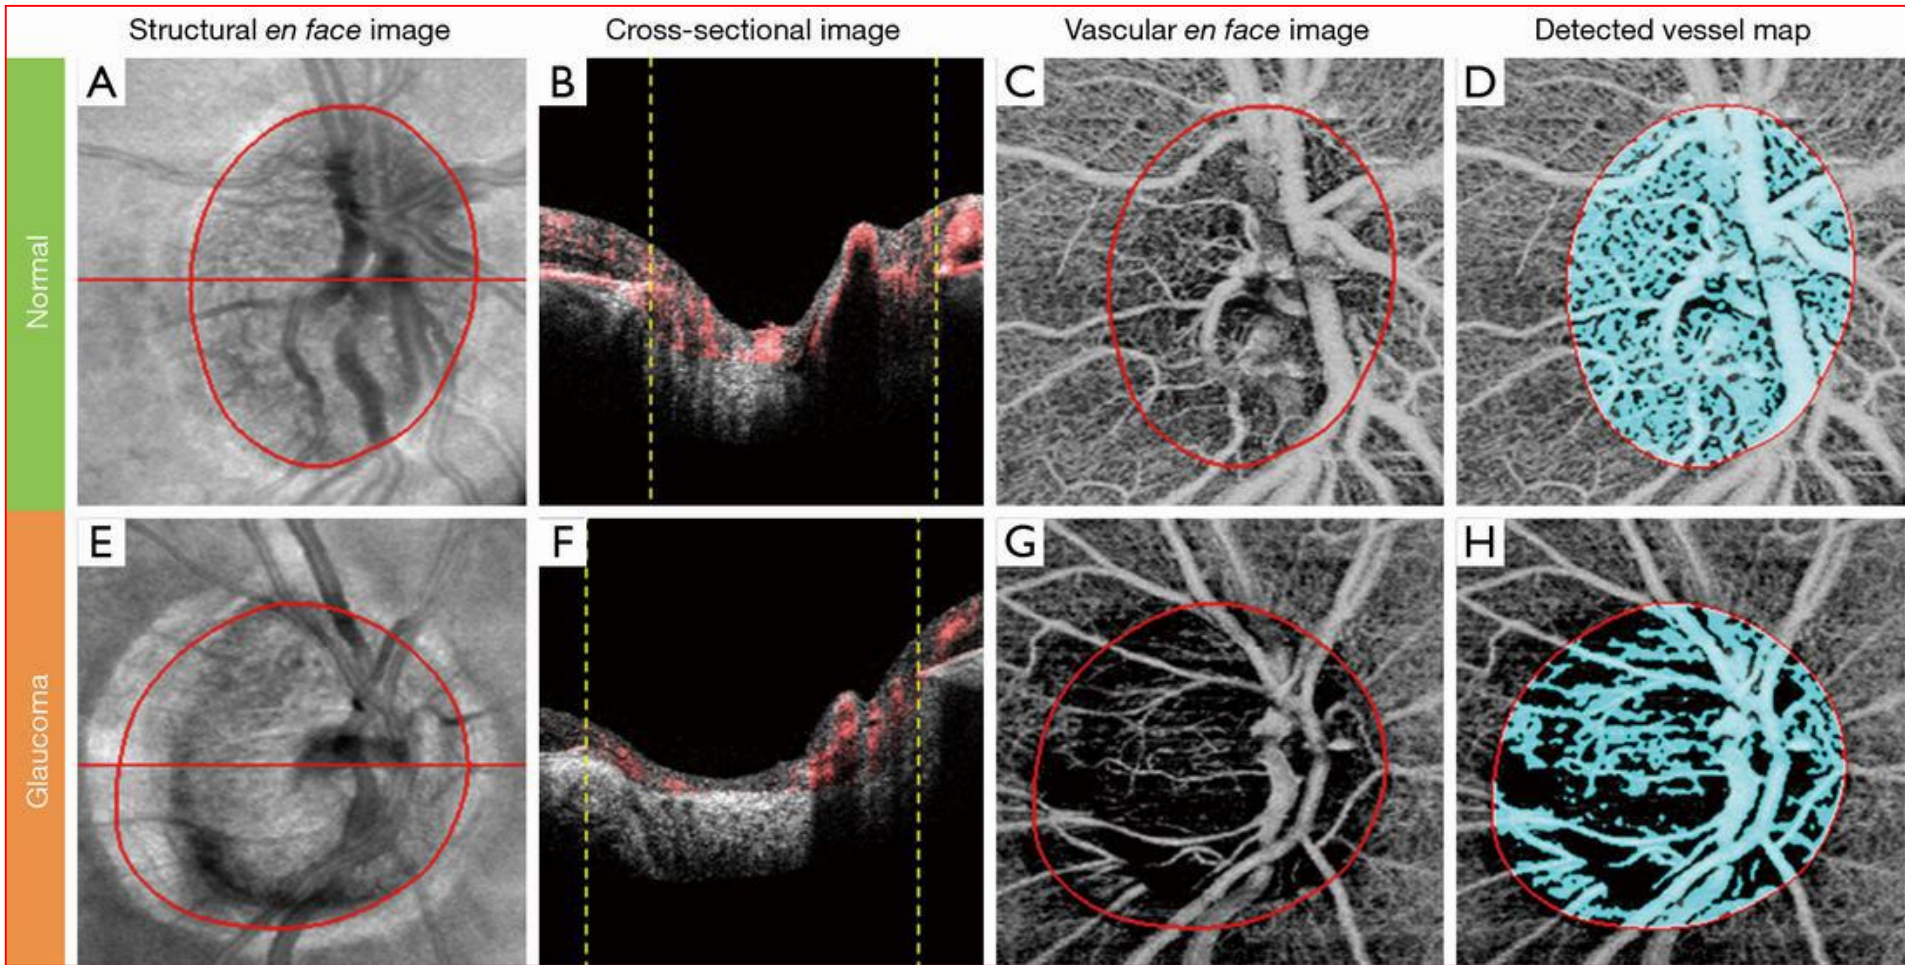 Structural en face image
Cross-sectional image
Vascular en face image
Detected vessel map
Normal
A
B
C
D
Glaucoma
E
F
G
H